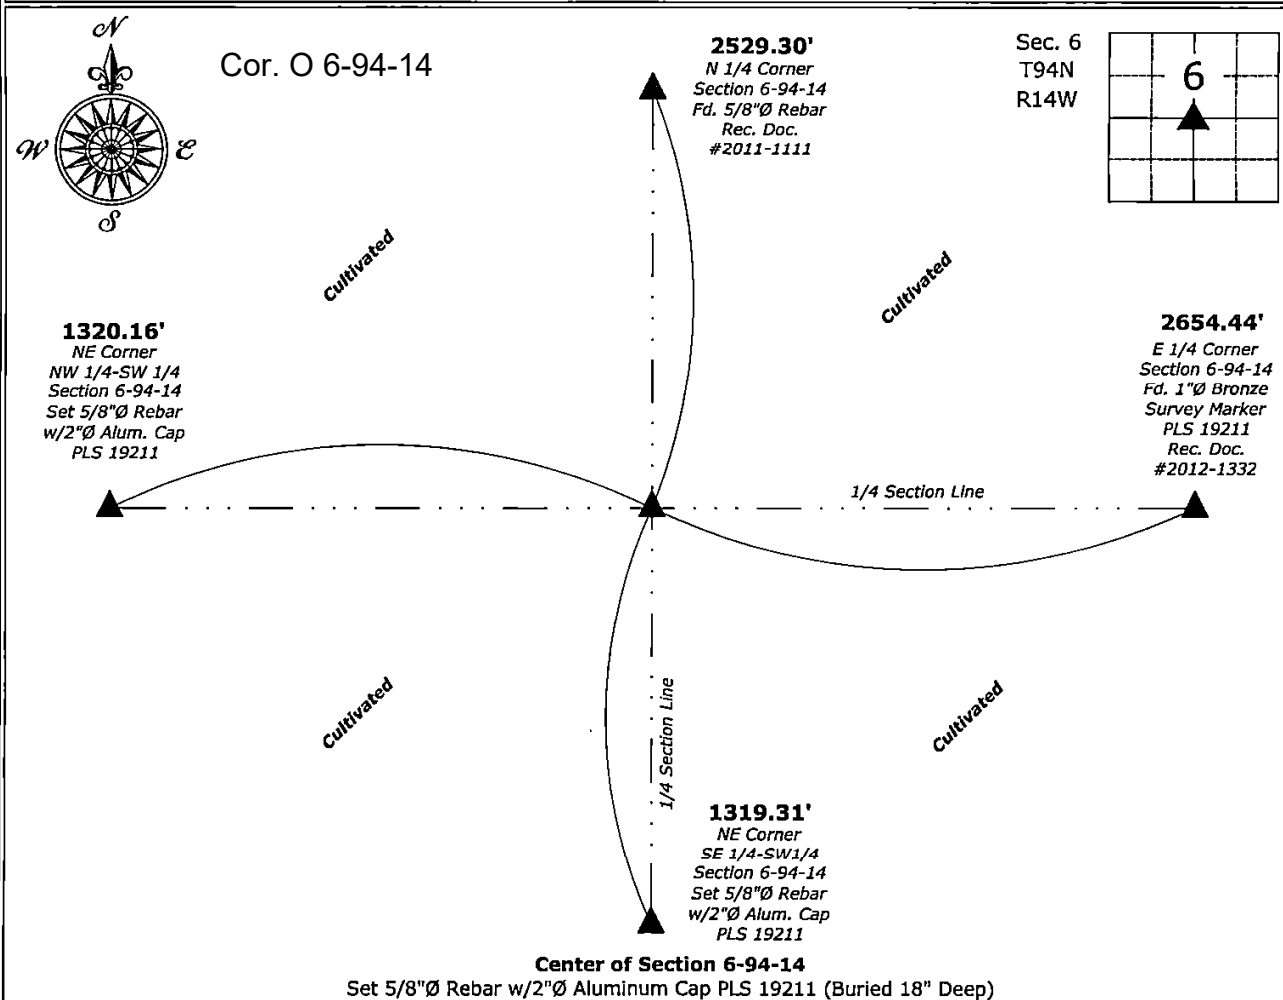 N
W
E
S
Cor. O 6-94-14
2529.30'
N 1/4 Corner
Section 6-94-14
Fd. 5/8"Ø Rebar
Rec. Doc.
#2011-1111
Sec. 6
T94N
R14W
6
Cultivated
Cultivated
1320.16'
NE Corner
NW 1/4-SW 1/4
Section 6-94-14
Set 5/8"Ø Rebar
w/2"Ø Alum. Cap
PLS 19211
2654.44'
E 1/4 Corner
Section 6-94-14
Fd. 1"Ø Bronze
Survey Marker
PLS 19211
Rec. Doc.
#2012-1332
1/4 Section Line
Cultivated
1/4 Section Line
Cultivated
1319.31'
NE Corner
SE 1/4-SW1/4
Section 6-94-14
Set 5/8"Ø Rebar
w/2"Ø Alum. Cap
PLS 19211
Center of Section 6-94-14
Set 5/8"Ø Rebar w/2"Ø Aluminum Cap PLS 19211 (Buried 18" Deep)